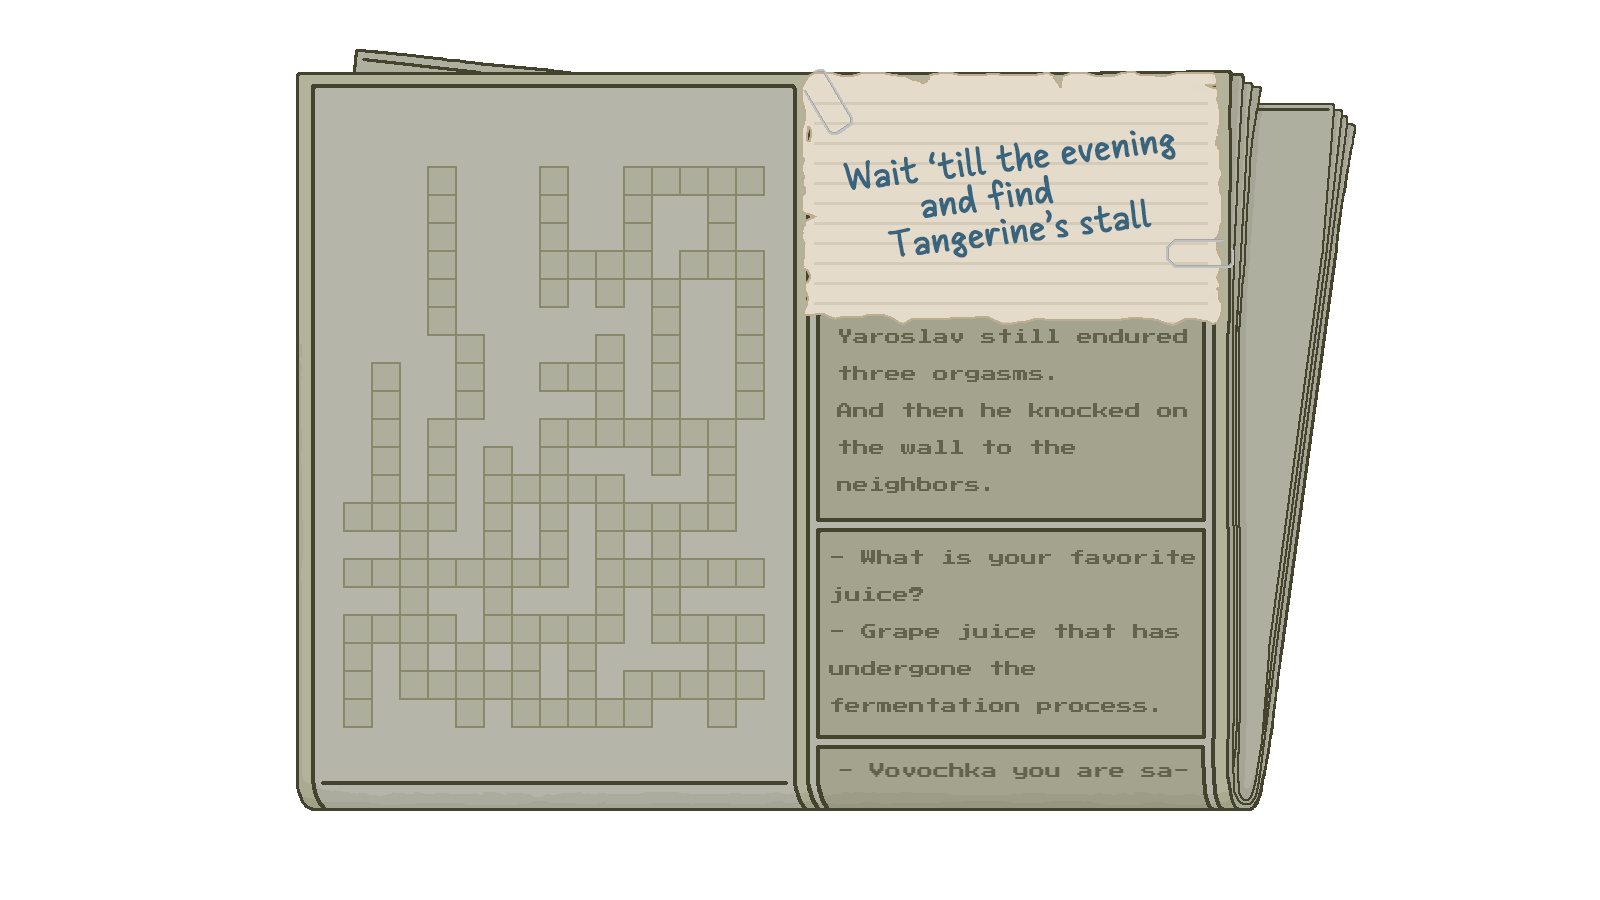 Wait ‘till the evening
and find
Tangerine’s stall
Yaroslav still endured
three orgasms.
And then he knocked on
the wall to the
neighbors.
- What is your favorite
juice?
- Grape juice that has
undergone the
fermentation process.
- Vovochka you are sa-